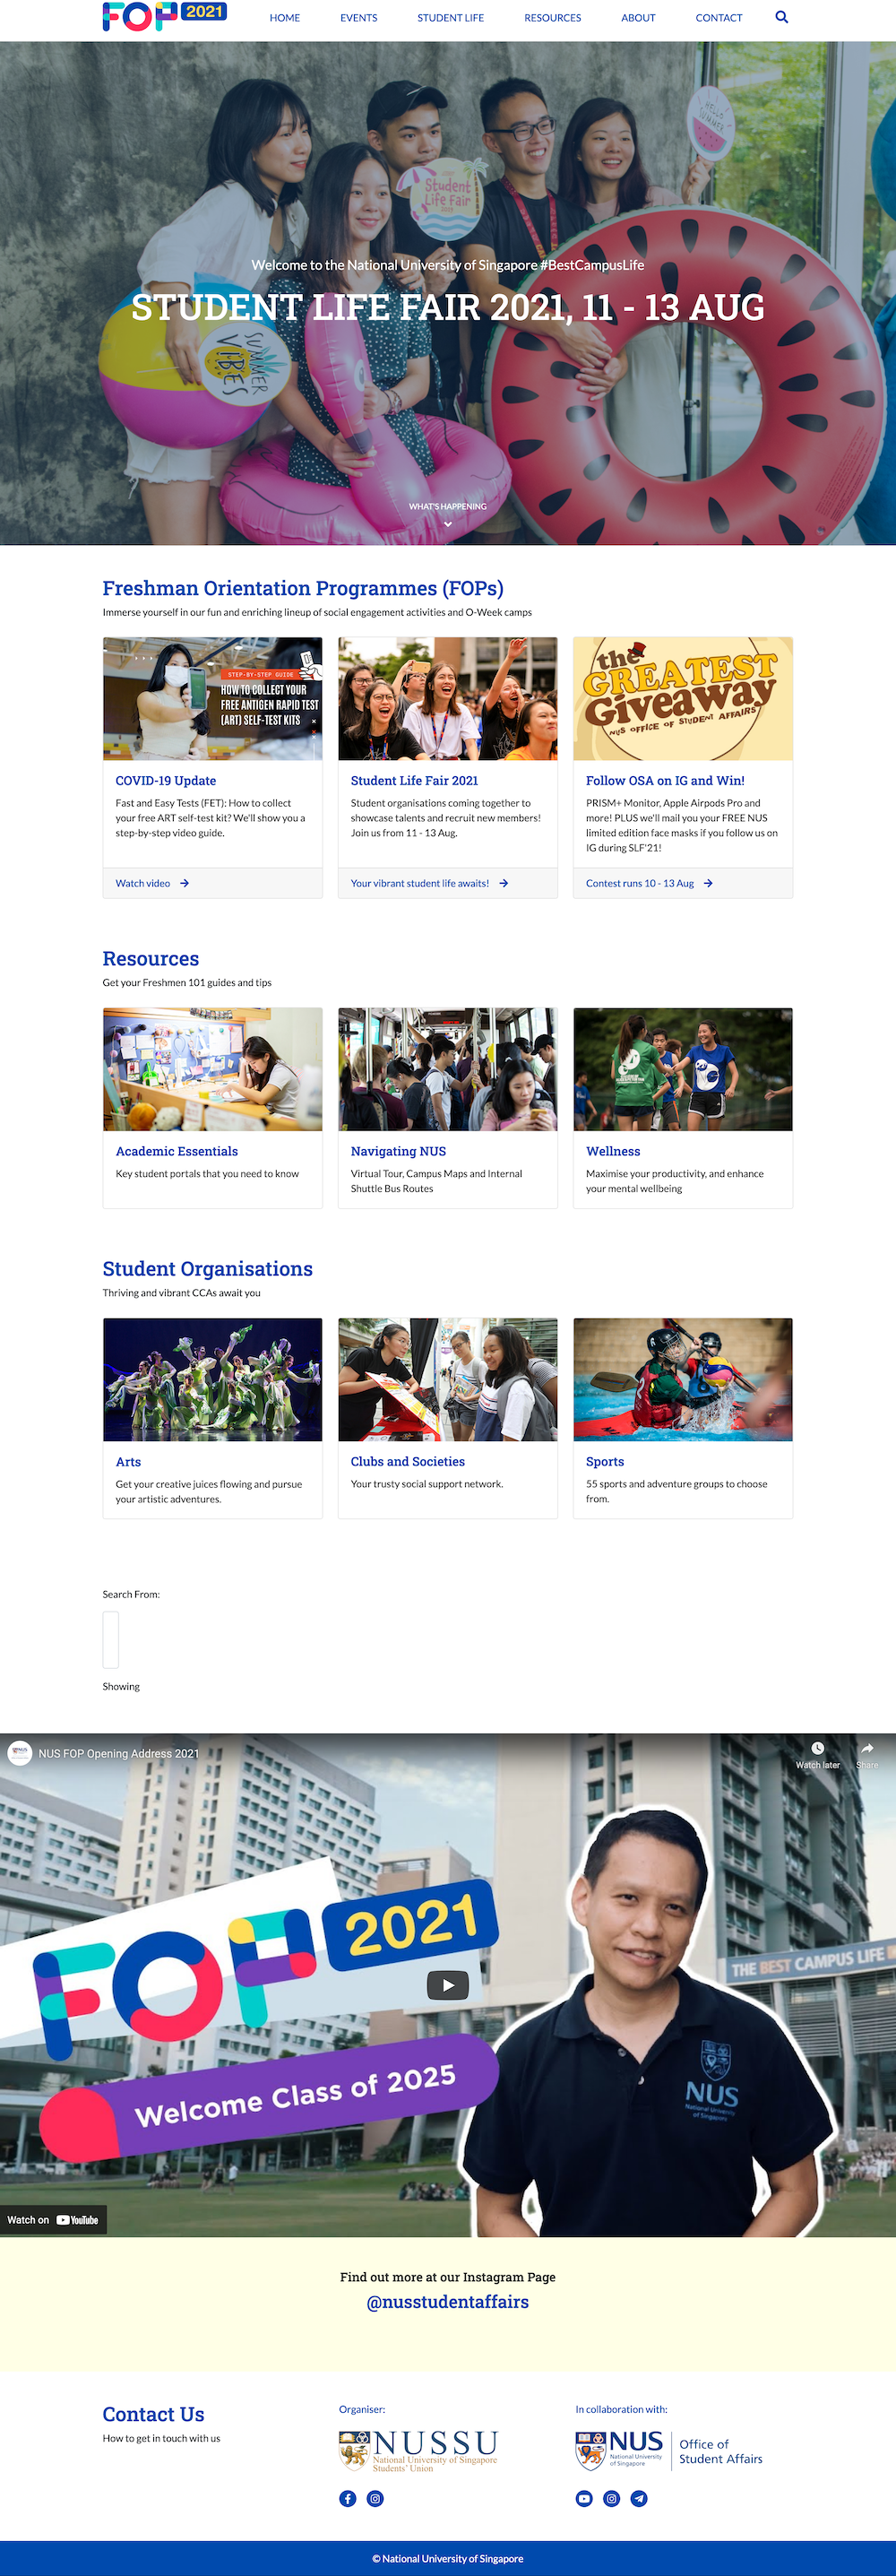 FOP 2021
HOME
EVENTS
STUDENT LIFE
RESOURCES
ABOUT
CONTACT
HELLO
SUMMER
Student
Life Fair
SUMMER
VIBES
Welcome to the National University of Singapore #BestCampusLife
STUDENT LIFE FAIR 2021, 11 - 13 AUG
WHAT'S HAPPENING
Freshman Orientation Programmes (FOPs)
Immerse yourself in our fun and enriching lineup of social engagement activities and O-Week camps
STEP-BY-STEP GUIDE
HOW TO COLLECT YOUR
FREE ANTIGEN RAPID TEST
(ART) SELF-TEST KITS
the
GREATEST
Giveaway
NUS OFFICE OF STUDENT AFFAIRS
COVID-19 Update
Fast and Easy Tests (FET): How to collect
your free ART self-test kit? We'll show you a
step-by-step video guide.
Watch video
Student Life Fair 2021
Student organisations coming together to
showcase talents and recruit new members!
Join us from 11 - 13 Aug.
Your vibrant student life awaits!
Follow OSA on IG and Win!
PRISM+ Monitor, Apple Airpods Pro and
more! PLUS we'll mail you your FREE NUS
limited edition face masks if you follow us on
IG during SLF'21!
Contest runs 10 - 13 Aug
Resources
Get your Freshmen 101 guides and tips
Academic Essentials
Key student portals that you need to know
Navigating NUS
Virtual Tour, Campus Maps and Internal
Shuttle Bus Routes
Wellness
Maximise your productivity, and enhance
your mental wellbeing
Student Organisations
Thriving and vibrant CCAs await you
Arts
Get your creative juices flowing and pursue
your artistic adventures.
Clubs and Societies
Your trusty social support network.
Sports
55 sports and adventure groups to choose
from.
Search From:
Showing
NUS FOP Opening Address 2021
Watch later
Share
FOP 2021
THE BEST CAMPUS LIFE
Welcome Class of 2025
NUS
National University
of Singapore
Watch on YouTube
Find out more at our Instagram Page
@nusstudentaffairs
Contact Us
How to get in touch with us
Organiser:
NUSSU
National University of Singapore
Students' Union
In collaboration with:
NUS
National University
of Singapore
Office of
Student Affairs
© National University of Singapore